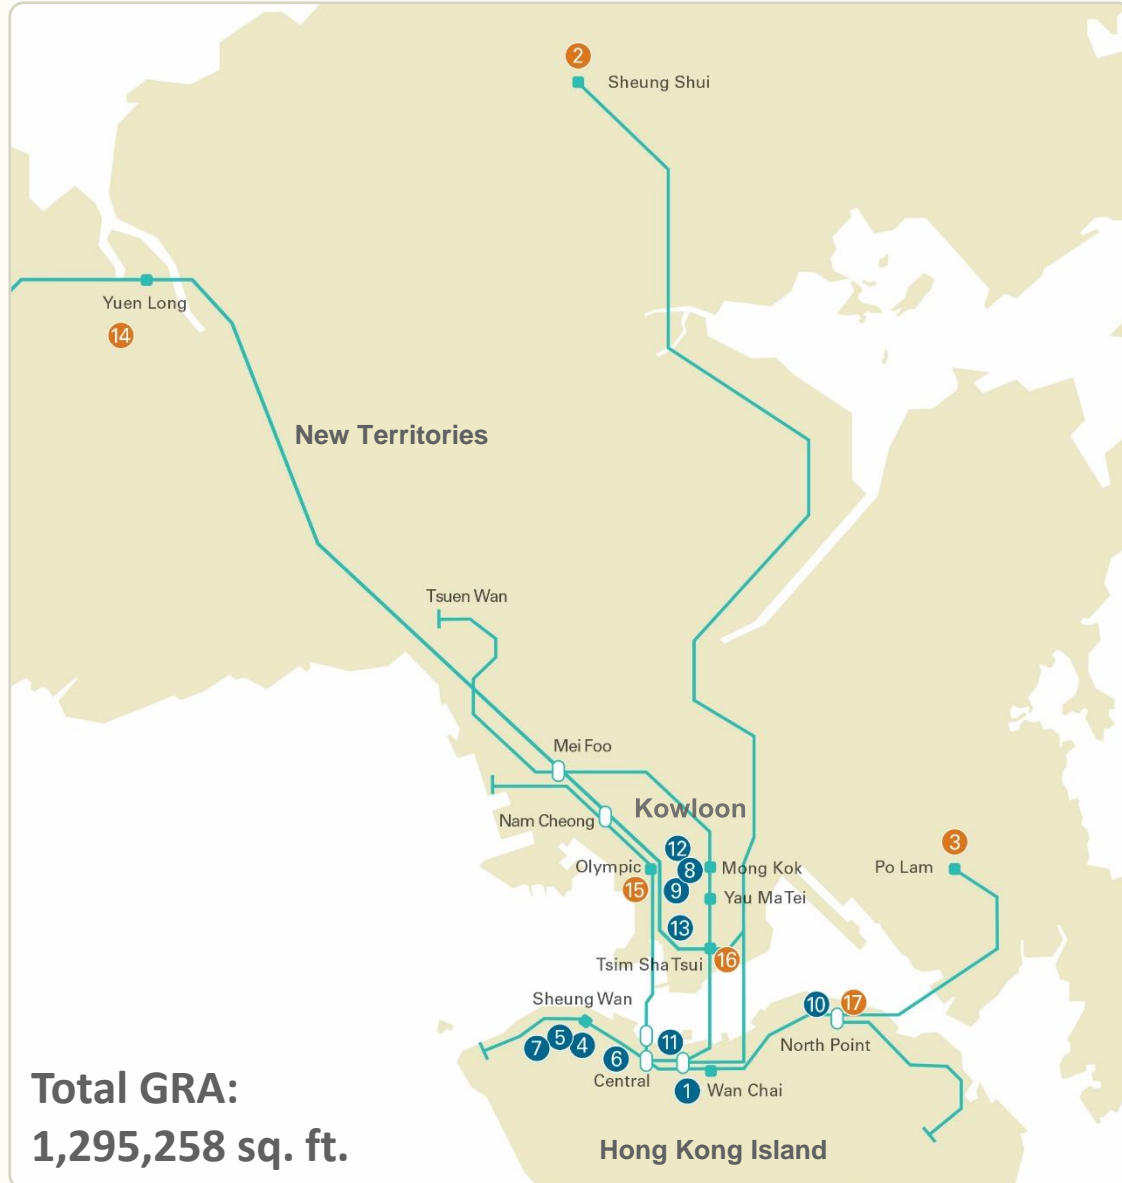 2
Sheung Shui
Yuen Long
14
New Territories
Tsuen Wan
Mei Foo
Kowloon
Nam Cheong
12
Olympic
8
Mong Kok
Po Lam
3
15
9
Yau Ma Tei
13
Tsim Sha Tsui
16
Sheung Wan
10
17
7
5
4
6
11
North Point
Central
1
Wan Chai
Total GRA:
1,295,258 sq. ft.
Hong Kong Island